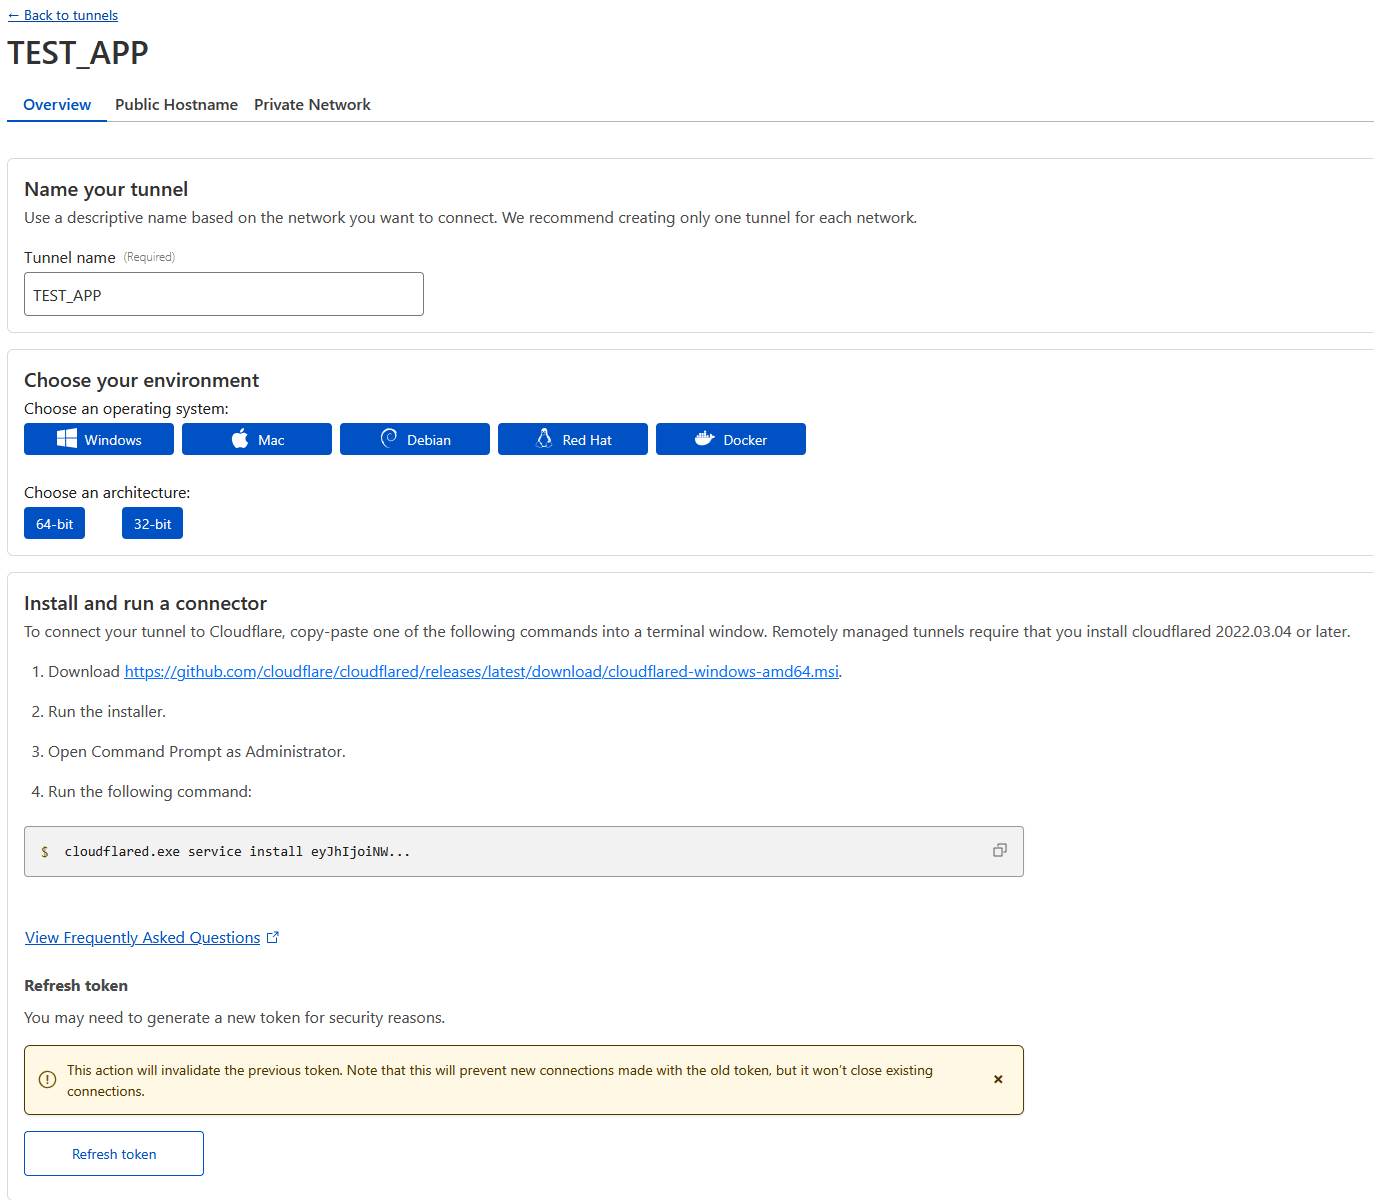 ← Back to tunnels
TEST_APP
Overview Public Hostname Private Network
Name your tunnel
Use a descriptive name based on the network you want to connect. We recommend creating only one tunnel for each network.
Tunnel name (Required)
TEST_APP
Choose your environment
Choose an operating system:
Windows Mac Debian Red Hat Docker
Choose an architecture:
64-bit 32-bit
Install and run a connector
To connect your tunnel to Cloudflare, copy-paste one of the following commands into a terminal window. Remotely managed tunnels require that you install cloudflared 2022.03.04 or later.
1. Download https://github.com/cloudflare/cloudflared/releases/latest/download/cloudflared-windows-amd64.msi.
2. Run the installer.
3. Open Command Prompt as Administrator.
4. Run the following command:
$ cloudflared.exe service install eyJhIjoiNW...
View Frequently Asked Questions
Refresh token
You may need to generate a new token for security reasons.
This action will invalidate the previous token. Note that this will prevent new connections made with the old token, but it won't close existing
connections.
Refresh token